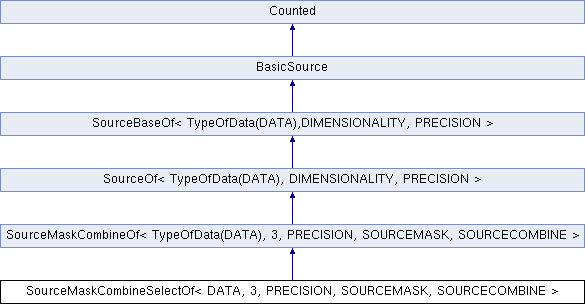 Counted
BasicSource
SourceBaseOf< TypeOfData(DATA),DIMENSIONALITY, PRECISION >
SourceOf< TypeOfData(DATA), DIMENSIONALITY, PRECISION >
SourceMaskCombineOf< TypeOfData(DATA), 3, PRECISION, SOURCEMASK, SOURCECOMBINE >
SourceMaskCombineSelectOf< DATA, 3, PRECISION, SOURCEMASK, SOURCECOMBINE >